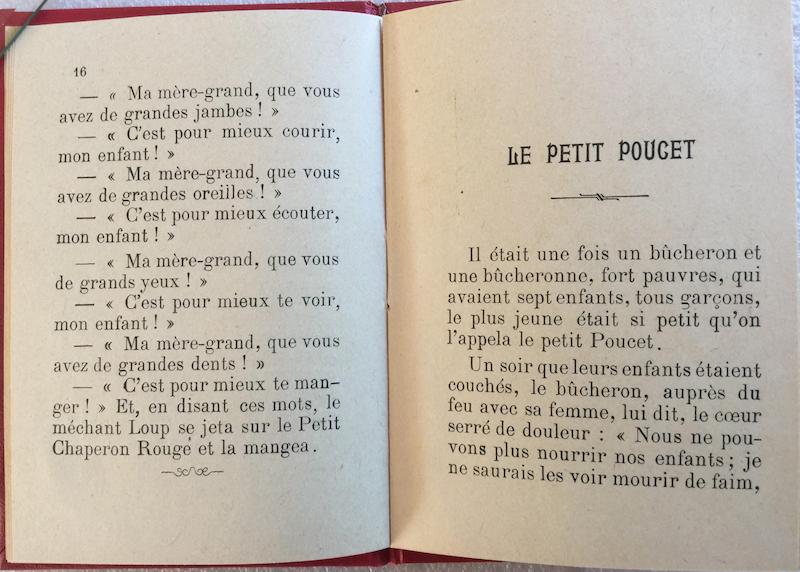 16
— « Ma mère-grand, que vous
avez de grandes jambes ! »
— « C'est pour mieux courir,
mon enfant ! »
— « Ma mère-grand, que vous
avez de grandes oreilles ! »
— « C'est pour mieux écouter,
mon enfant ! »
— « Ma mère-grand, que vous
de grands yeux ! »
— « C'est pour mieux te voir,
mon enfant ! »
— « Ma mère-grand, que vous
avez de grandes dents ! »
— « C'est pour mieux te man-
ger ! » Et, en disant ces mots, le
méchant Loup se jeta sur le Petit
Chaperon Rouge et la mangea.
LE PETIT POUCET
Il était une fois un bûcheron et
une bûcheronne, fort pauvres, qui
avaient sept enfants, tous garçons,
le plus jeune était si petit qu'on
l'appela le petit Poucet.
Un soir que leurs enfants étaient
couchés, le bûcheron, auprès du
feu avec sa femme, lui dit, le cœur
serré de douleur : « Nous ne pou-
vons plus nourrir nos enfants ; je
ne saurais les voir mourir de faim,